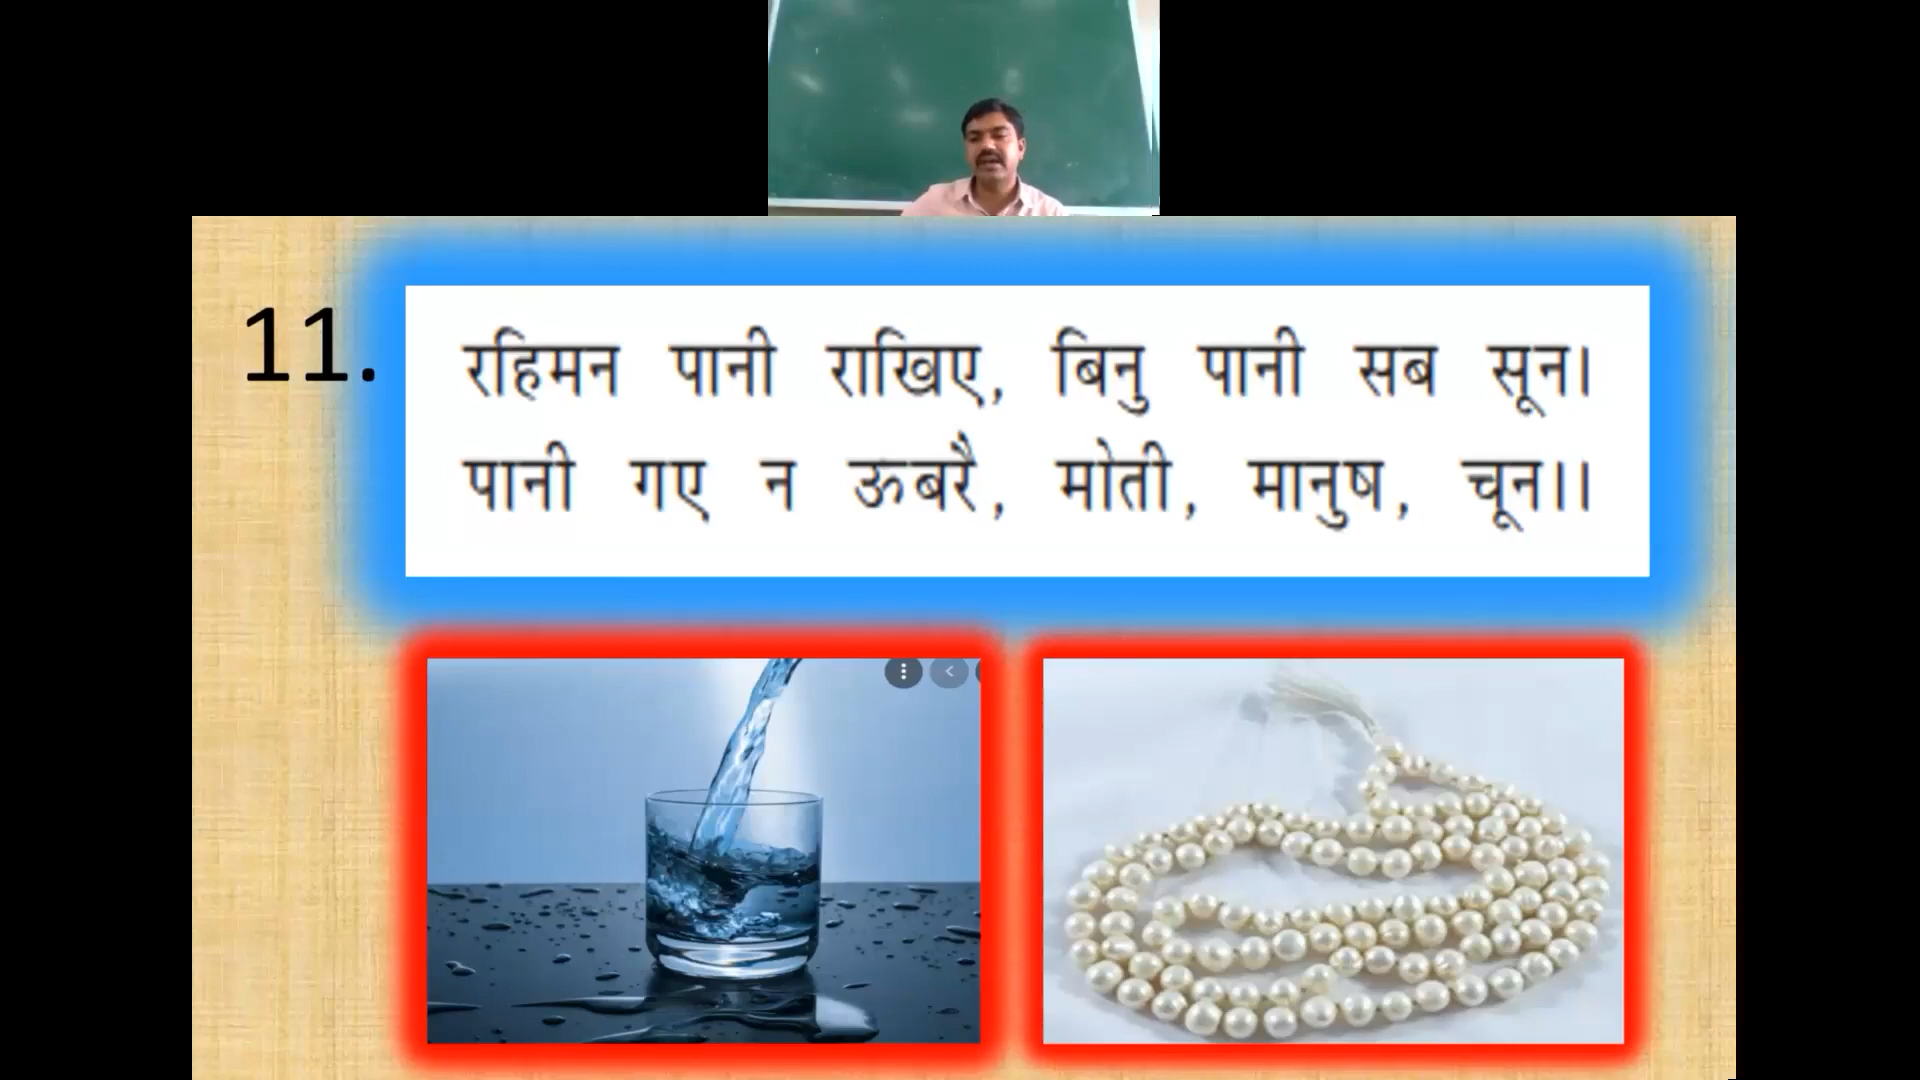 11.
रहिमन पानी राखिए, बिनु पानी सब सून।
पानी गए न ऊबरै, मोती, मानुष, चून।।